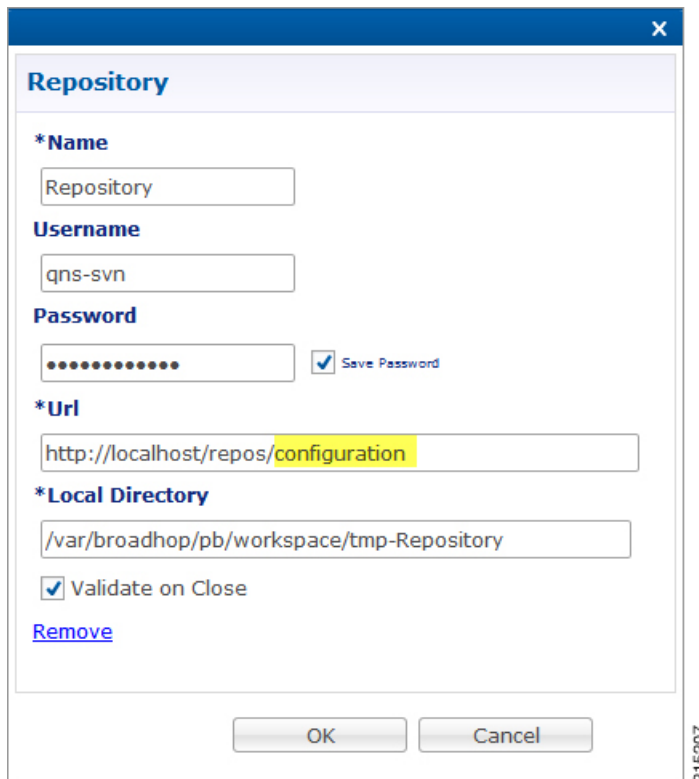 x
Repository
*Name
Repository
Username
qns-svn
Password
••••••••••••
Save Password
*Url
http://localhost/repos/configuration
*Local Directory
/var/broadhop/pb/workspace/tmp-Repository
Validate on Close
Remove
OK Cancel